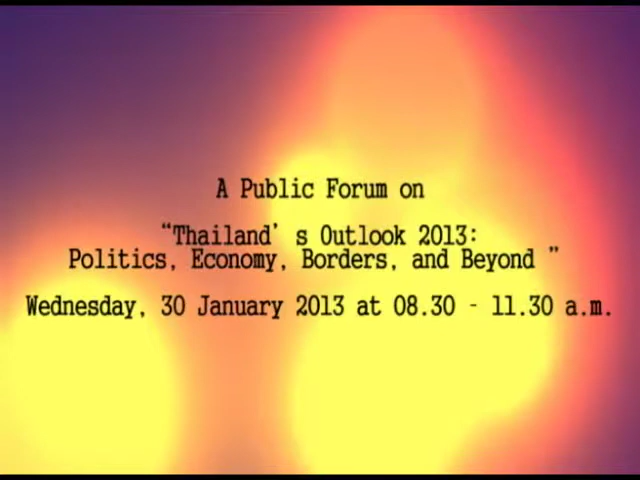 A Public Forum on
“Thailand’ s Outlook 2013:
Politics, Economy, Borders, and Beyond ”
Wednesday, 30 January 2013 at 08.30 - 11.30 a.m.